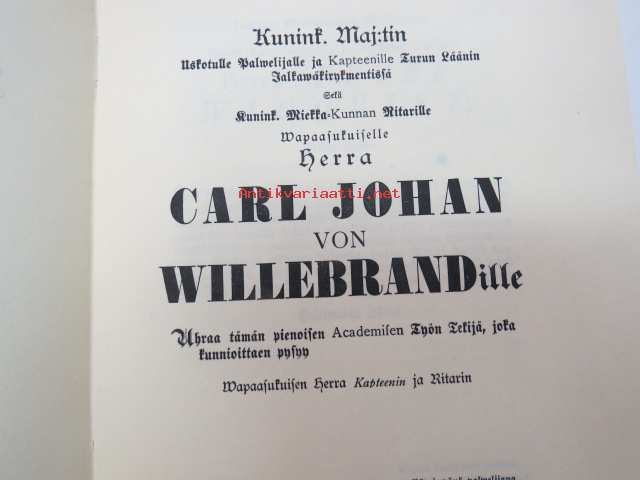 Kunink. Maj:tin
Uskotulle Palwelijalle ja Kapteenille Turun Läänin
Jalkawäkirykmentissä
Sekä
Kunink. Miekka-Kunnan Ritarille
Wapaasukuiselle
Herra
CARL JOHAN
Antikvariaatti.net
VON
WILLEBRANDille
Uhraa tämän pienoisen Academisen Työn Tekijä, joka
kunnioittaen pysyy
Wapaasukuisen Herra Kapteenin ja Ritarin
palwelijana